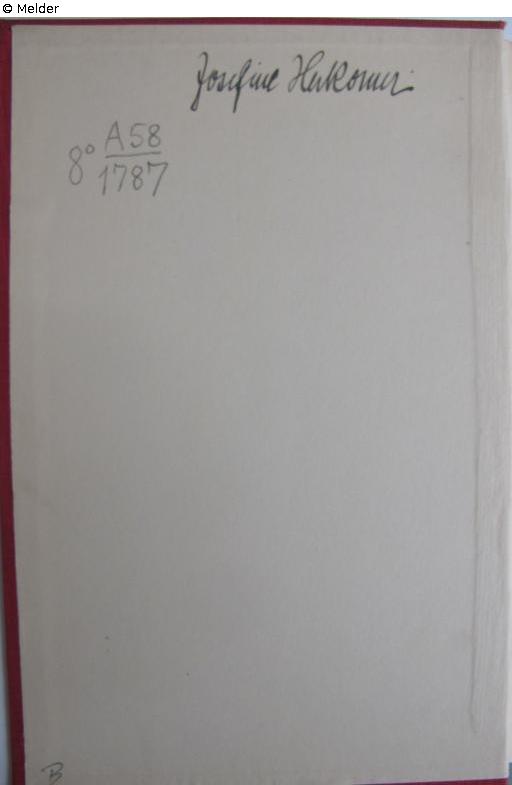 © Melder
Josefine Herkomer
8° A58
1787
B